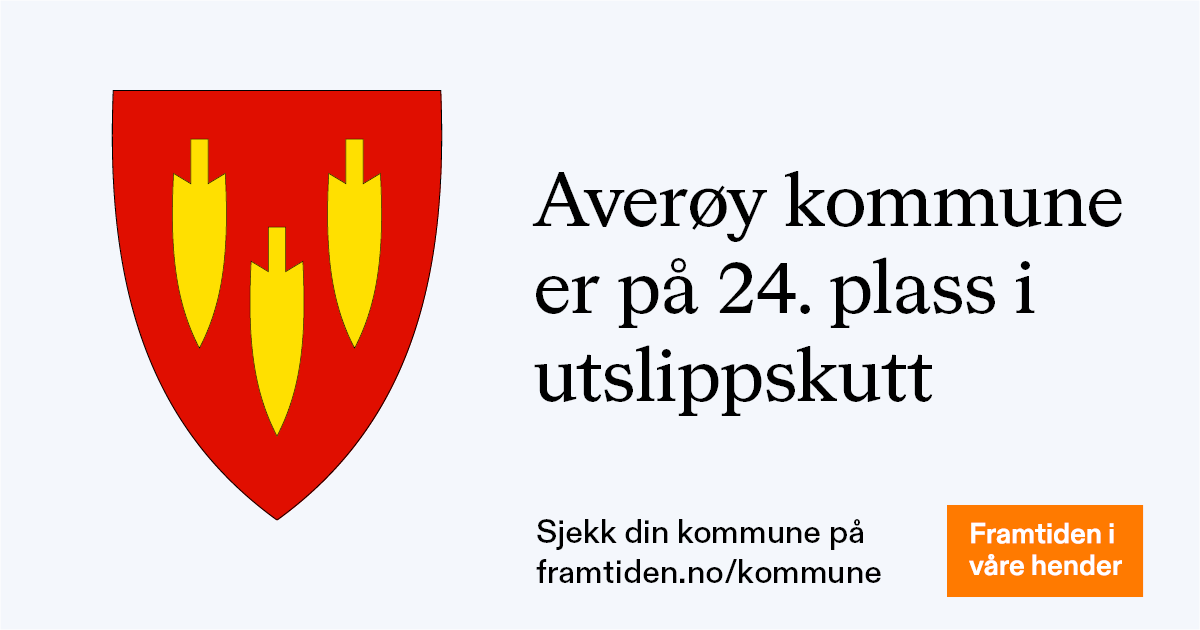 Averøy kommune
er på 24. plass i
utslippskutt
Sjekk din kommune på
framtiden.no/kommune
Framtiden i
våre hender